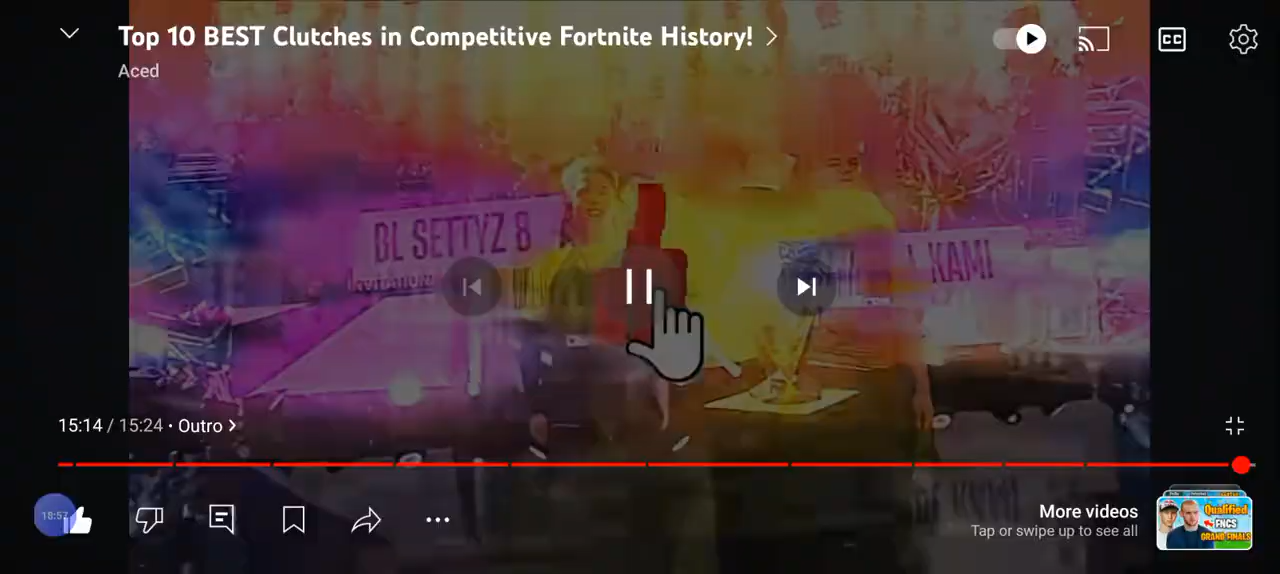 Top 10 BEST Clutches in Competitive Fortnite History!
Aced
CC
BL SETTYZ 8
KAMI
15:14 / 15:24 • Outro
18:57
More videos
Tap or swipe up to see all
Qualified
FNCS
GRAND FINALS